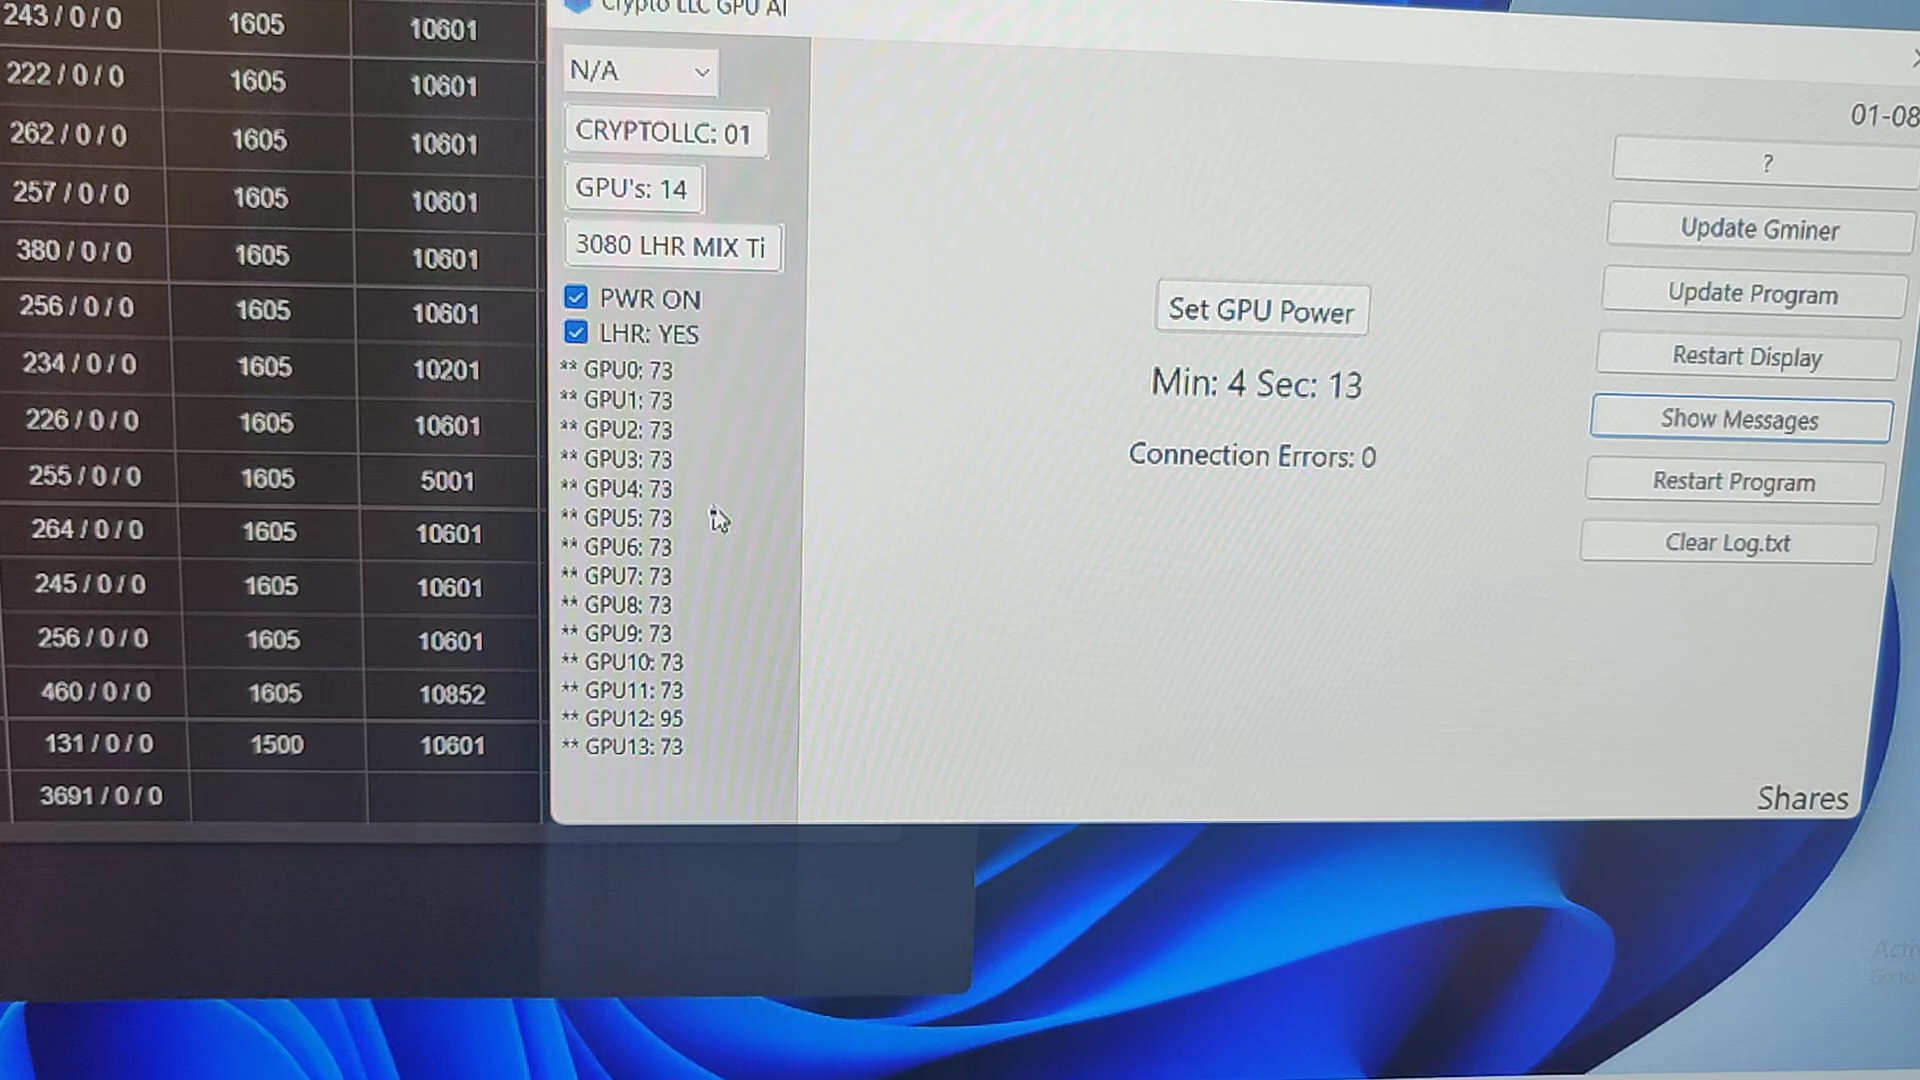 Crypto LLC GPU AI
243 / 0 / 0 1605 10601
222 / 0 / 0 1605 10601
262 / 0 / 0 1605 10601
257 / 0 / 0 1605 10601
380 / 0 / 0 1605 10601
256 / 0 / 0 1605 10601
234 / 0 / 0 1605 10201
226 / 0 / 0 1605 10601
255 / 0 / 0 1605 5001
264 / 0 / 0 1605 10601
245 / 0 / 0 1605 10601
256 / 0 / 0 1605 10601
460 / 0 / 0 1605 10852
131 / 0 / 0 1500 10601
3691 / 0 / 0
N/A
CRYPTOLLC: 01
GPU's: 14
3080 LHR MIX Ti
PWR ON
LHR: YES
** GPU0: 73
** GPU1: 73
** GPU2: 73
** GPU3: 73
** GPU4: 73
** GPU5: 73
** GPU6: 73
** GPU7: 73
** GPU8: 73
** GPU9: 73
** GPU10: 73
** GPU11: 73
** GPU12: 95
** GPU13: 73
Set GPU Power
Min: 4 Sec: 13
Connection Errors: 0
01-08
?
Update Gminer
Update Program
Restart Display
Show Messages
Restart Program
Clear Log.txt
Shares